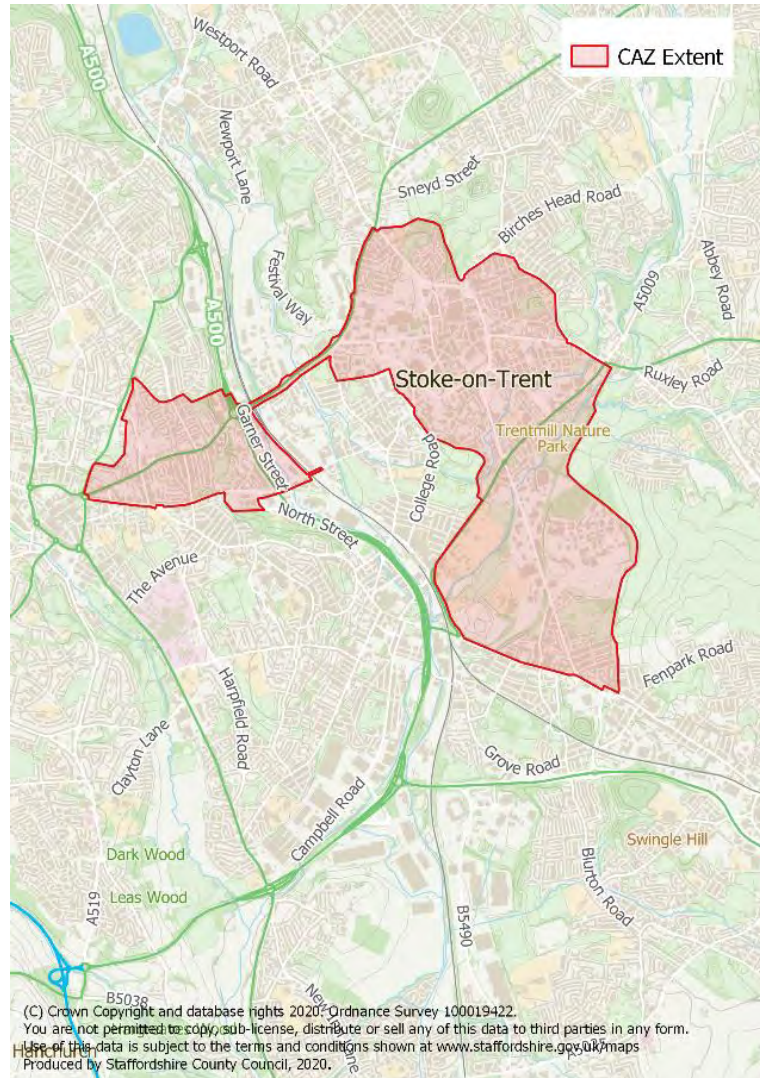 CAZ Extent
A500
Westport Road
Newport Lane
Sneyd Street
Birches Head Road
Abbey Road
A5009
Festival Way
A500
Ruxley Road
Stoke-on-Trent
Trentmill Nature
Park
Garner Street
College Road
North Street
The Avenue
Fenpark Road
Harpfield Road
Clayton Lane
Grove Road
Campbell Road
Swingle Hill
Dark Wood
Blurton Road
Leas Wood
A519
B5490
B5038
(C) Crown Copyright and database rights 2020. Ordnance Survey 100019422.
You are not permitted to copy, sub-license, distribute or sell any of this data to third parties in any form.
Use of this data is subject to the terms and conditions shown at www.staffordshire.gov.uk/maps
Produced by Staffordshire County Council, 2020.
Hanchurch